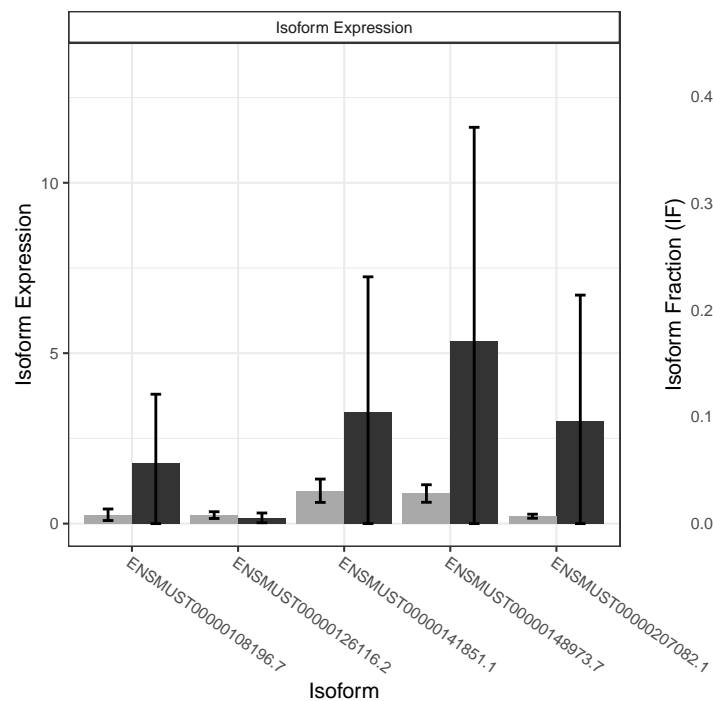 Isoform Expression
Isoform Expression
10
5
0
ENSMUST00000108196.7
ENSMUST00000126116.2
ENSMUST00000141851.1
ENSMUST00000148973.7
ENSMUST00000207082.1
Isoform
Isoform Fraction (IF)
0.4
0.3
0.2
0.1
0.0